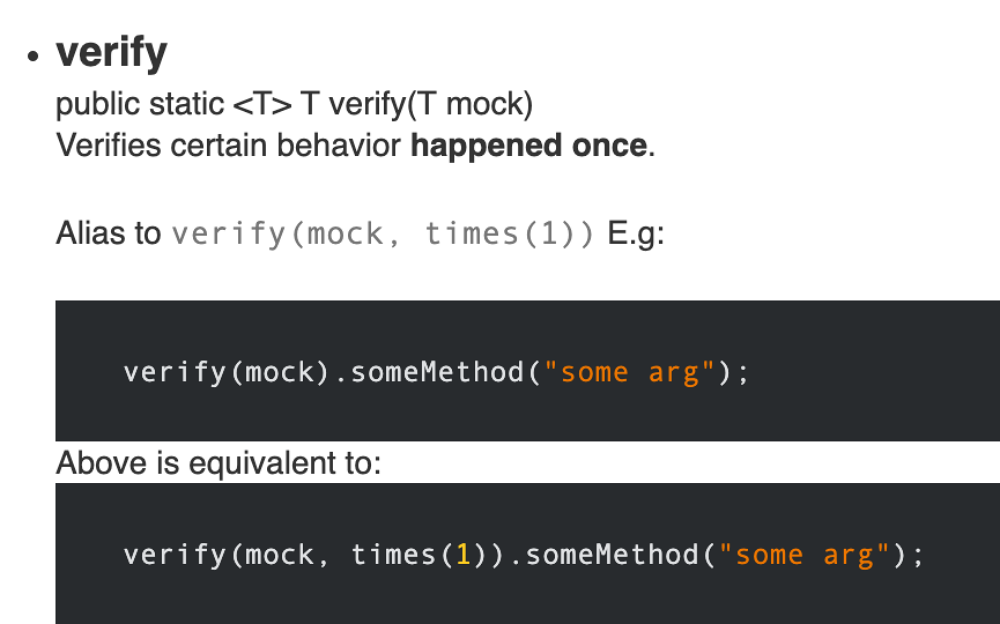 • verify
public static <T> T verify(T mock)
Verifies certain behavior happened once.
Alias to verify(mock, times(1)) E.g:
verify(mock).someMethod("some arg");
Above is equivalent to:
verify(mock, times(1)).someMethod("some arg");